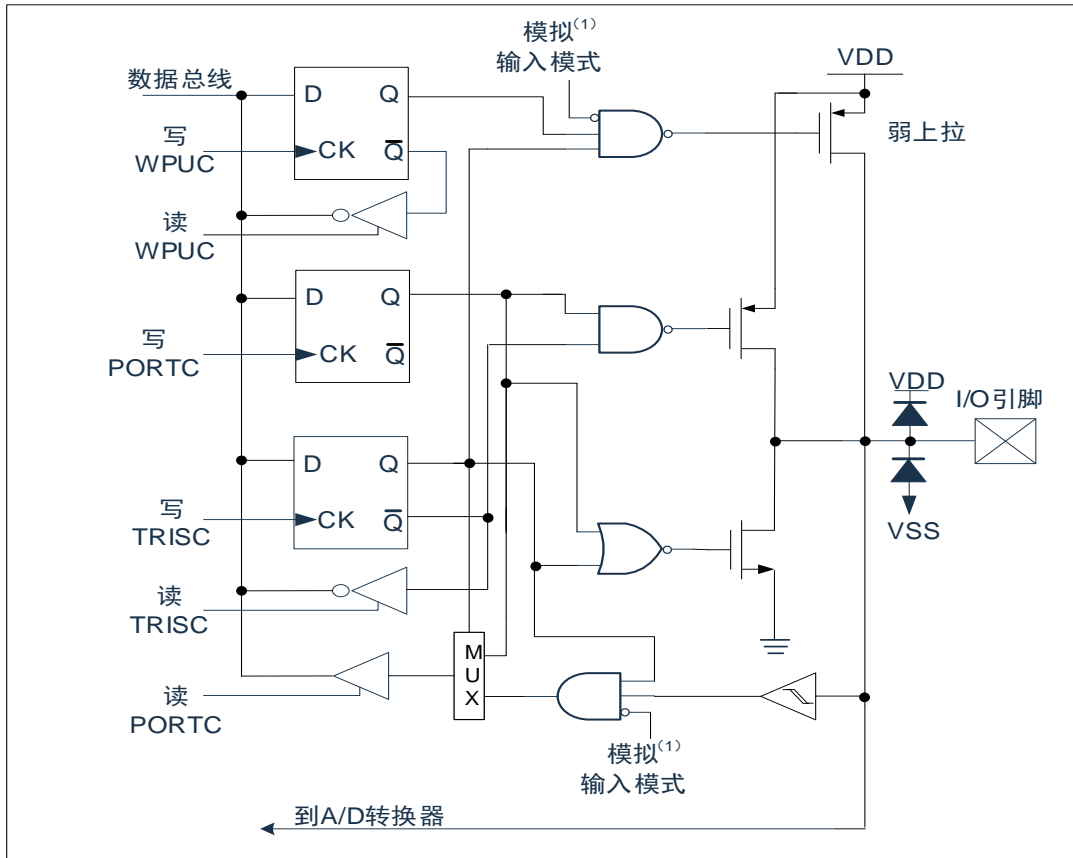 模拟(1)
输入模式
VDD
数据总线
D Q
弱上拉
写
WPUC
CK Q
读
WPUC
D Q
写
PORTC
CK Q
VDD
I/O引脚
D Q
写
TRISC
CK Q
VSS
读
TRISC
M
U
X
读
PORTC
模拟(1)
输入模式
到A/D转换器